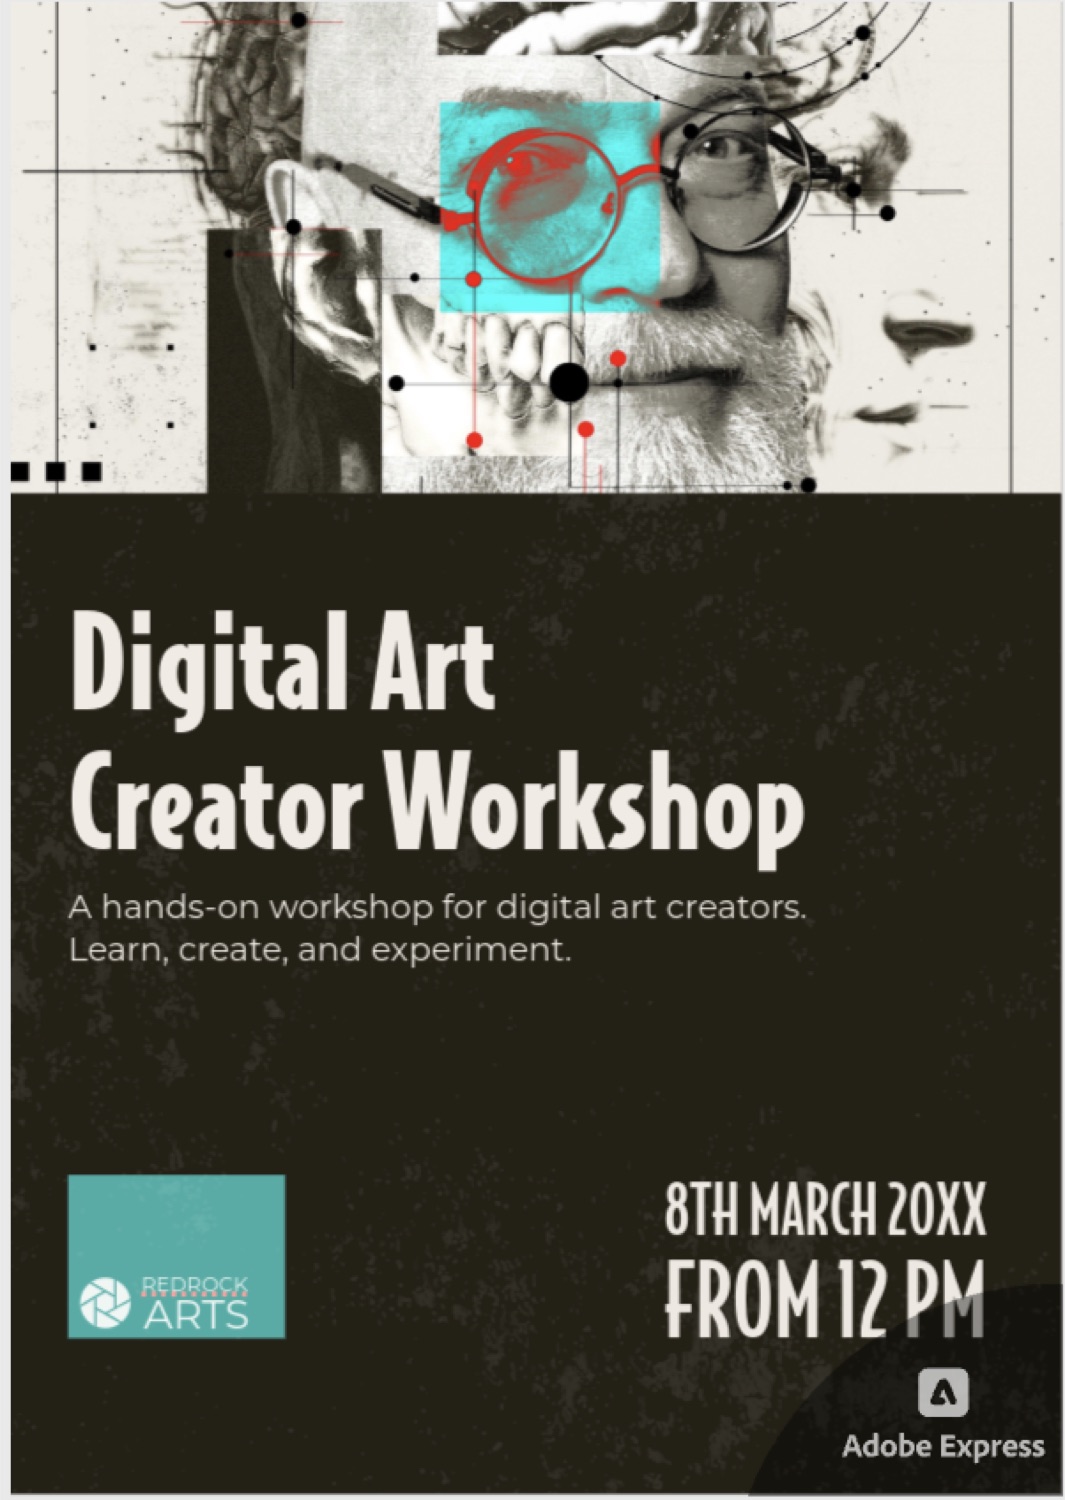 Digital Art
Creator Workshop
A hands-on workshop for digital art creators.
Learn, create, and experiment.
REDROCK
ARTS
8TH MARCH 20XX
FROM 12 PM
Adobe Express